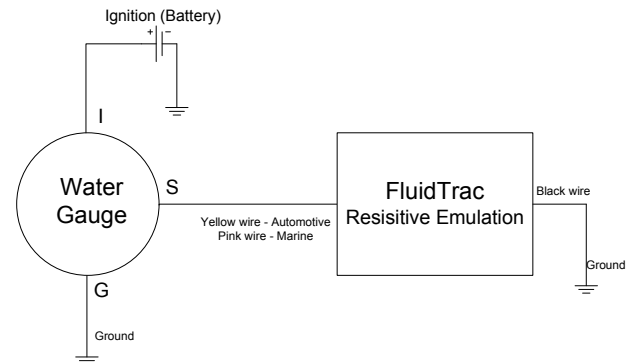 Ignition (Battery)
+ −
I
Water
Gauge
S
Yellow wire - Automotive
Pink wire - Marine
FluidTrac
Resisitive Emulation
Black wire
Ground
G
Ground